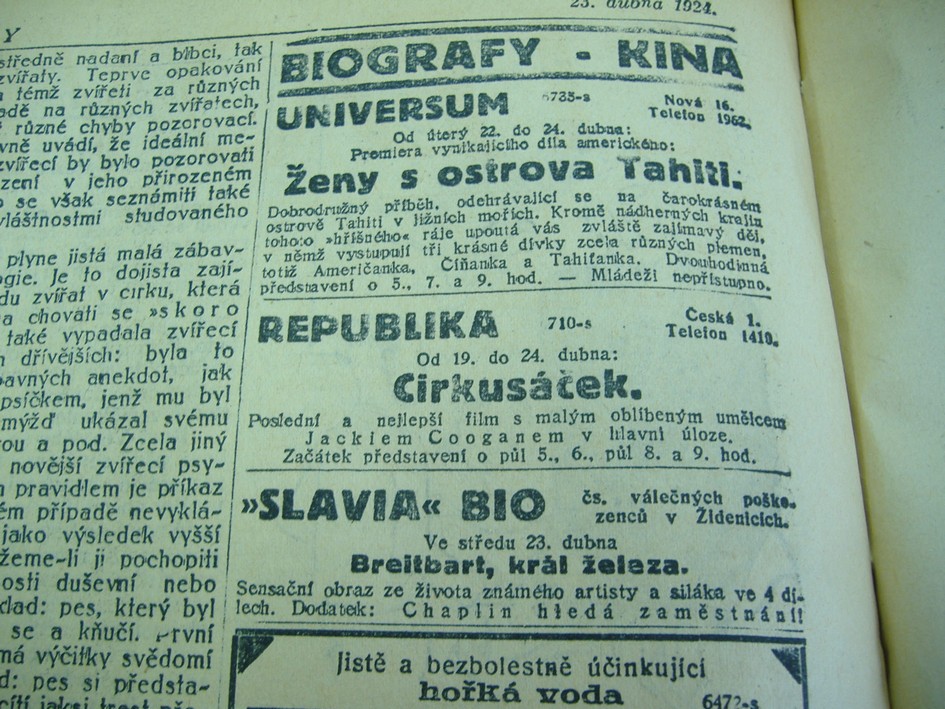 23. dubna 1924.
Y
středně nadaní a blbci, tak
zvířaty. Teprve opakování
témž zvířeti za různých
na různých zvířatech,
různé chyby pozorovací.
uvádí, že ideální me-
zvířecí by bylo pozorovati
v jeho přirozeném
se však seznámiti také
studovaného
plyne jistá malá zábav-
Je to dojista zají-
zvířat v cirku, která
chovati se »skoro
také vypadala zvířecí
dřívějších: byla to
anekdot, jak
psíčkem, jenž mu byl
ukázal svému
a pod. Zcela jiný
novější zvířecí psy-
pravidlem je příkaz
případě nevyklá-
jako výsledek vyšší
ji pochopiti
duševní nebo
pes, který byl
se a kňučí. První
má výčitky svědomí
pes si předsta-
BIOGRAFY - KINA
UNIVERSUM 6735-s Nová 16.
Telefon 1962.
Od úterý 22. do 24. dubna:
Premiera vynikajícího díla amerického:
Ženy s ostrova Tahiti.
Dobrodružný příběh, odehrávající se na čarokrásném
ostrově Tahiti v jižních mořích. Kromě nádherných krajin
tohoto »hříšného« ráje upoutá vás zvláště zajímavý děj,
v němž vystupují tři krásné dívky zcela různých plemen,
totiž Američanka, Číňanka a Tahiťanka. Dvouhodinná
představení o 5., 7. a 9. hod. — Mládeži nepřístupno.
REPUBLIKA 710-s Česká 1.
Telefon 1410.
Od 19. do 24. dubna:
Cirkusáček.
Poslední a nejlepší film s malým oblíbeným umělcem
Jackiem Cooganem v hlavní úloze.
Začátek představení o půl 5., 6., půl 8. a 9. hod.
»SLAVIA« BIO čs. válečných poško-
zenců v Židenicích.
Ve středu 23. dubna
Breitbart, král železa.
Sensační obraz ze života známého artisty a siláka ve 4 dí-
lech. Dodatek: Chaplin hledá zaměstnání!
Jistě a bezbolestně účinkující
hořká voda 6472-s